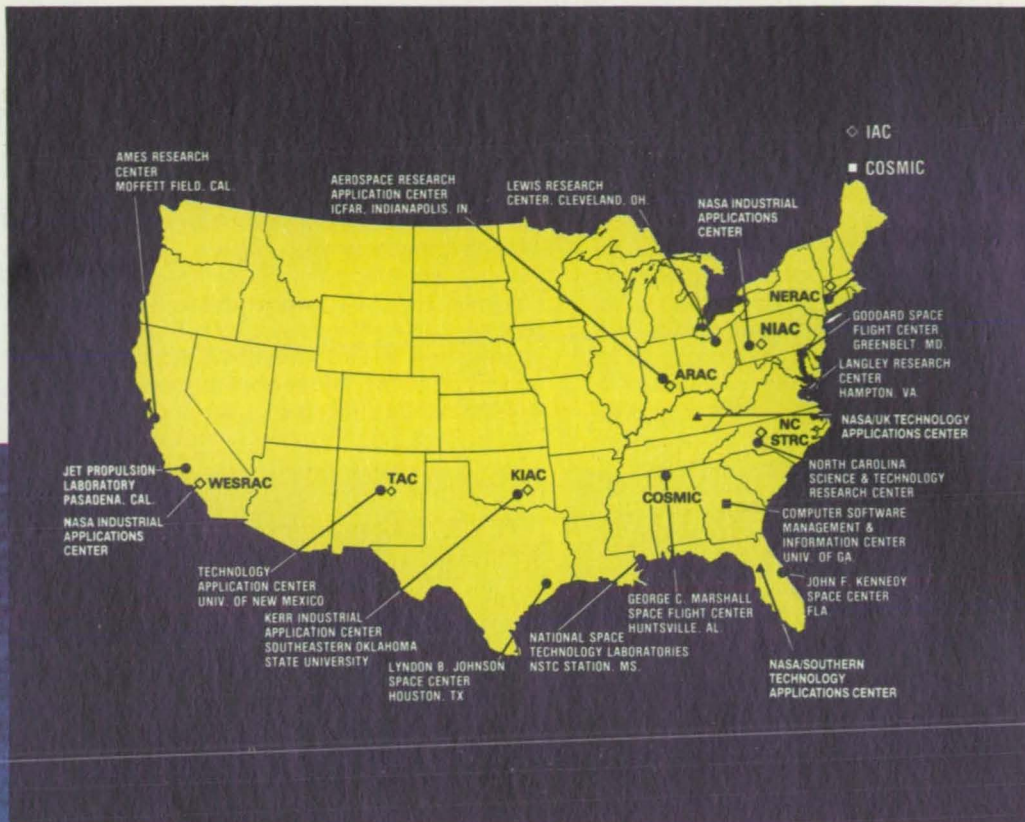 ◇ IAC
■ COSMIC
AMES RESEARCH
CENTER
MOFFETT FIELD, CAL.
AEROSPACE RESEARCH
APPLICATION CENTER
ICFAR, INDIANAPOLIS, IN.
LEWIS RESEARCH
CENTER, CLEVELAND, OH.
NASA INDUSTRIAL
APPLICATIONS
CENTER
NERAC
NIAC
GODDARD SPACE
FLIGHT CENTER
GREENBELT, MD.
LANGLEY RESEARCH
CENTER
HAMPTON, VA
ARAC
NASA/UK TECHNOLOGY
APPLICATIONS CENTER
NC
STRC
NORTH CAROLINA
SCIENCE & TECHNOLOGY
RESEARCH CENTER
JET PROPULSION
LABORATORY
PASADENA, CAL.
WESRAC
NASA INDUSTRIAL
APPLICATIONS
CENTER
TAC
KIAC
COSMIC
COMPUTER SOFTWARE
MANAGEMENT &
INFORMATION CENTER
UNIV. OF GA.
TECHNOLOGY
APPLICATION CENTER
UNIV. OF NEW MEXICO
KERR INDUSTRIAL
APPLICATION CENTER
SOUTHEASTERN OKLAHOMA
STATE UNIVERSITY
LYNDON B. JOHNSON
SPACE CENTER
HOUSTON, TX
NATIONAL SPACE
TECHNOLOGY LABORATORIES
NSTC STATION, MS.
GEORGE C. MARSHALL
SPACE FLIGHT CENTER
HUNTSVILLE, AL.
JOHN F. KENNEDY
SPACE CENTER
FLA
NASA/SOUTHERN
TECHNOLOGY
APPLICATIONS CENTER